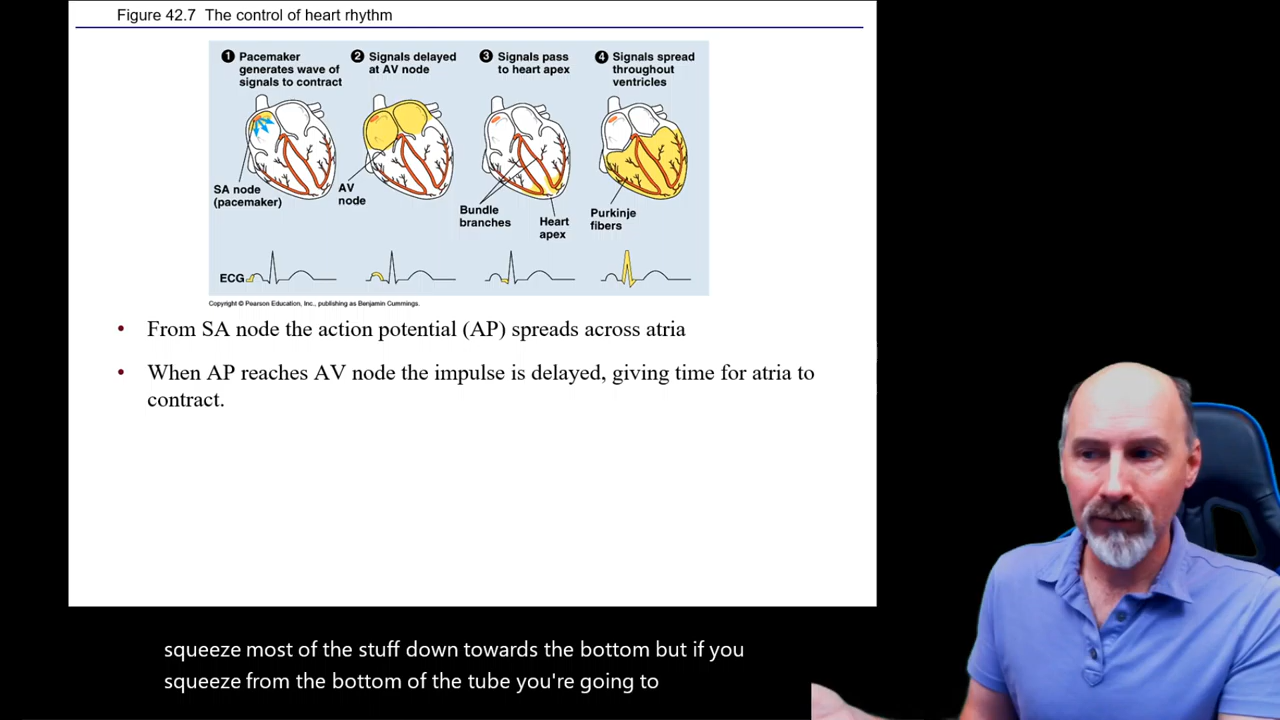 Figure 42.7 The control of heart rhythm
1 Pacemaker
generates wave of
signals to contract
2 Signals delayed
at AV node
3 Signals pass
to heart apex
4 Signals spread
throughout
ventricles
SA node
(pacemaker)
AV
node
Bundle
branches
Heart
apex
Purkinje
fibers
ECG
Copyright © Pearson Education, Inc., publishing as Benjamin Cummings.
• From SA node the action potential (AP) spreads across atria
• When AP reaches AV node the impulse is delayed, giving time for atria to
contract.
squeeze most of the stuff down towards the bottom but if you
squeeze from the bottom of the tube you're going to